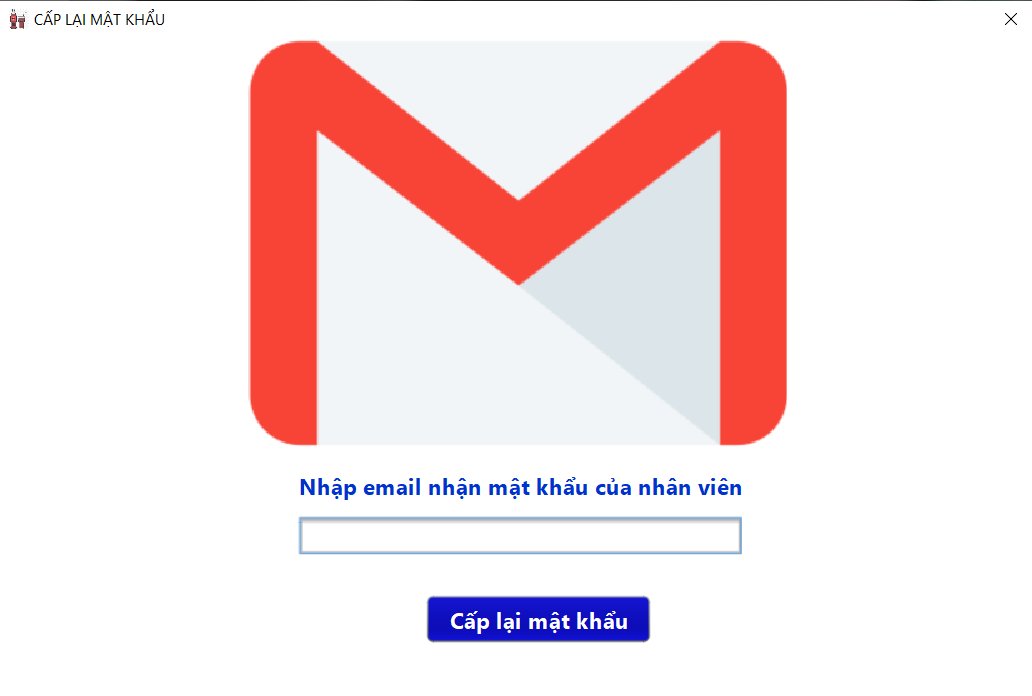 CẤP LẠI MẬT KHẨU
Nhập email nhận mật khẩu của nhân viên
Cấp lại mật khẩu